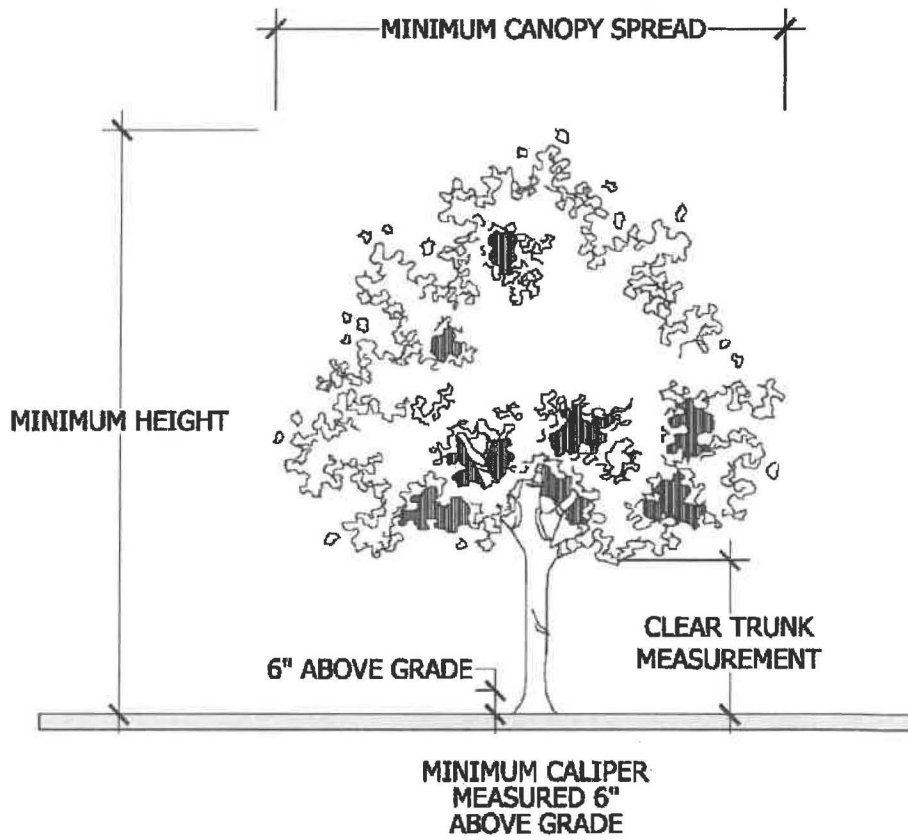 MINIMUM CANOPY SPREAD
MINIMUM HEIGHT
CLEAR TRUNK
MEASUREMENT
6" ABOVE GRADE
MINIMUM CALIPER
MEASURED 6"
ABOVE GRADE